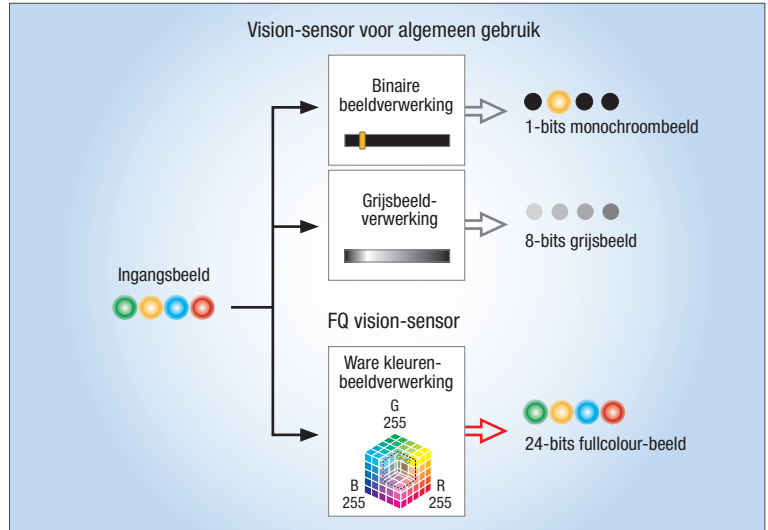 Vision-sensor voor algemeen gebruik
Binaire
beeldverwerking
1-bits monochroombeeld
Grijsbeeld-
verwerking
8-bits grijsbeeld
Ingangsbeeld
FQ vision-sensor
Ware kleuren-
beeldverwerking
G
255
B
255
R
255
24-bits fullcolour-beeld